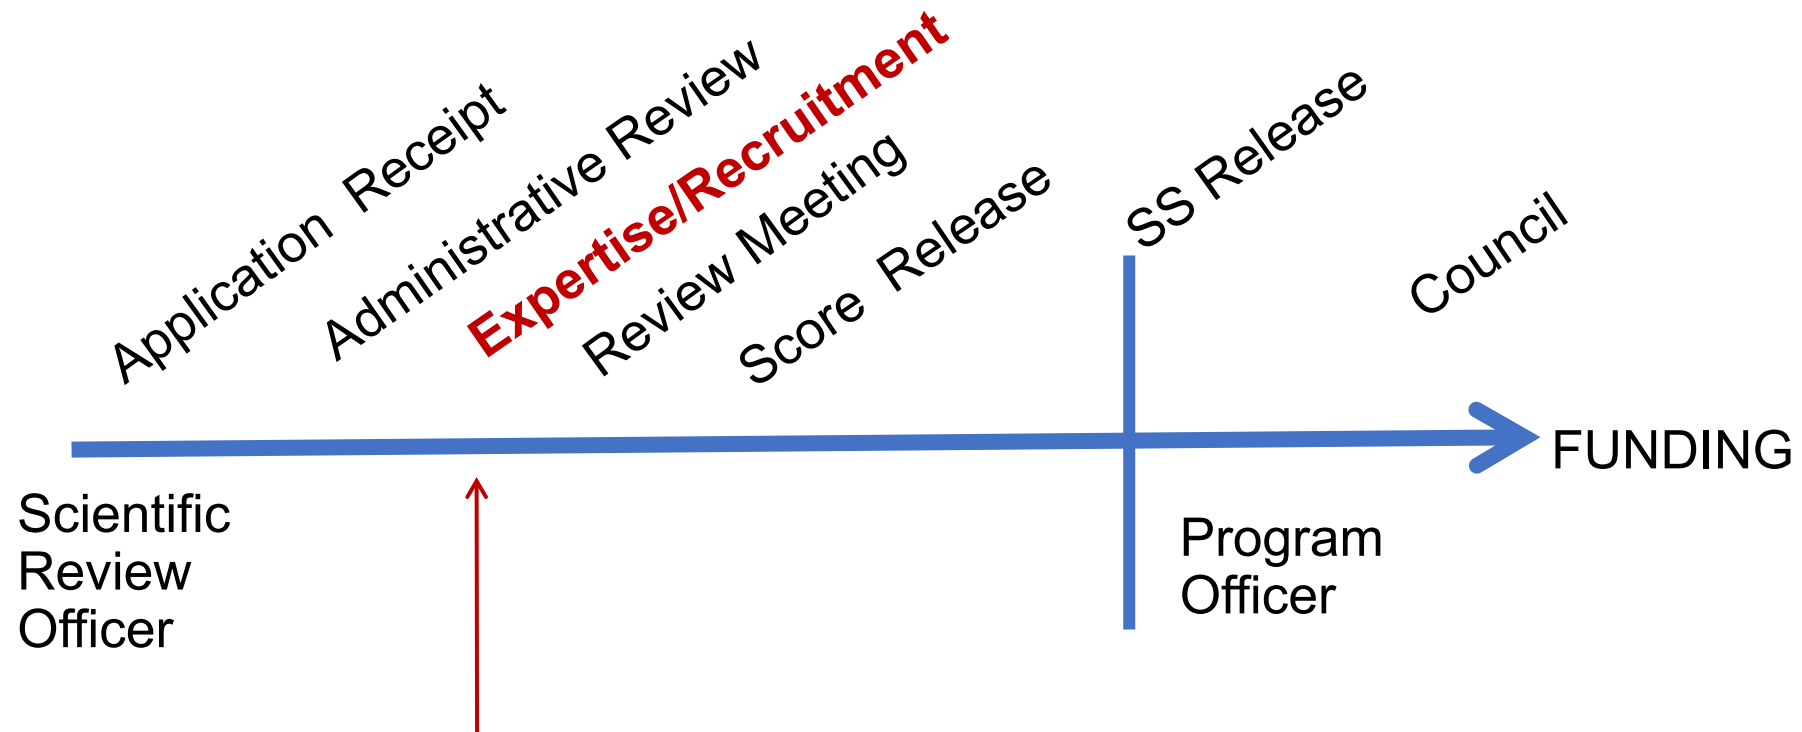 Application Receipt
Administrative Review
Expertise/Recruitment
Review Meeting
Score Release
SS Release
Council
FUNDING
Scientific
Review
Officer
Program
Officer